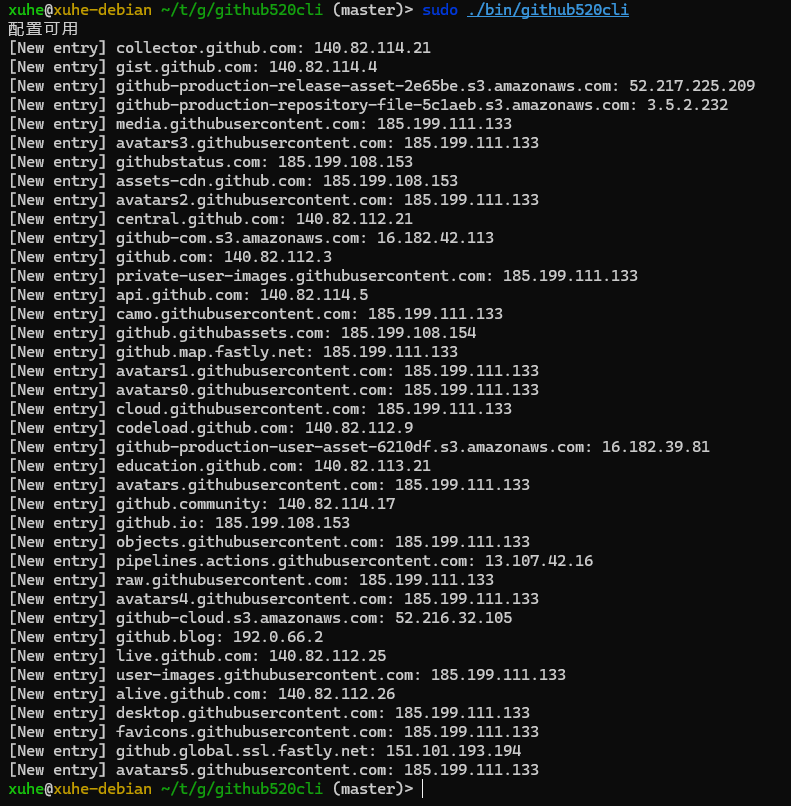 xuhe@xuhe-debian ~/t/g/github520cli (master)> sudo ./bin/github520cli
配置可用
[New entry] collector.github.com: 140.82.114.21
[New entry] gist.github.com: 140.82.114.4
[New entry] github-production-release-asset-2e65be.s3.amazonaws.com: 52.217.225.209
[New entry] github-production-repository-file-5c1aeb.s3.amazonaws.com: 3.5.2.232
[New entry] media.githubusercontent.com: 185.199.111.133
[New entry] avatars3.githubusercontent.com: 185.199.111.133
[New entry] githubstatus.com: 185.199.108.153
[New entry] assets-cdn.github.com: 185.199.108.153
[New entry] avatars2.githubusercontent.com: 185.199.111.133
[New entry] central.github.com: 140.82.112.21
[New entry] github-com.s3.amazonaws.com: 16.182.42.113
[New entry] github.com: 140.82.112.3
[New entry] private-user-images.githubusercontent.com: 185.199.111.133
[New entry] api.github.com: 140.82.114.5
[New entry] camo.githubusercontent.com: 185.199.111.133
[New entry] github.githubassets.com: 185.199.108.154
[New entry] github.map.fastly.net: 185.199.111.133
[New entry] avatars1.githubusercontent.com: 185.199.111.133
[New entry] avatars0.githubusercontent.com: 185.199.111.133
[New entry] cloud.githubusercontent.com: 185.199.111.133
[New entry] codeload.github.com: 140.82.112.9
[New entry] github-production-user-asset-6210df.s3.amazonaws.com: 16.182.39.81
[New entry] education.github.com: 140.82.113.21
[New entry] avatars.githubusercontent.com: 185.199.111.133
[New entry] github.community: 140.82.114.17
[New entry] github.io: 185.199.108.153
[New entry] objects.githubusercontent.com: 185.199.111.133
[New entry] pipelines.actions.githubusercontent.com: 13.107.42.16
[New entry] raw.githubusercontent.com: 185.199.111.133
[New entry] avatars4.githubusercontent.com: 185.199.111.133
[New entry] github-cloud.s3.amazonaws.com: 52.216.32.105
[New entry] github.blog: 192.0.66.2
[New entry] live.github.com: 140.82.112.25
[New entry] user-images.githubusercontent.com: 185.199.111.133
[New entry] alive.github.com: 140.82.112.26
[New entry] desktop.githubusercontent.com: 185.199.111.133
[New entry] favicons.githubusercontent.com: 185.199.111.133
[New entry] github.global.ssl.fastly.net: 151.101.193.194
[New entry] avatars5.githubusercontent.com: 185.199.111.133
xuhe@xuhe-debian ~/t/g/github520cli (master)>